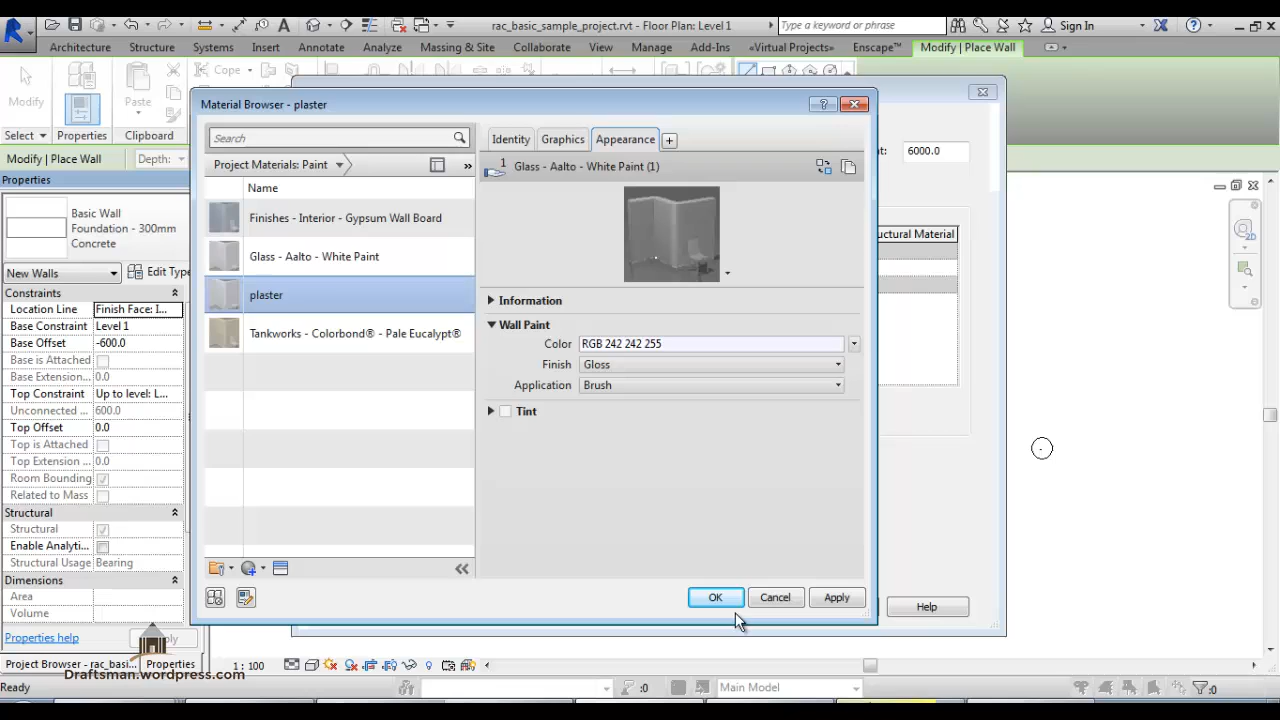 rac_basic_sample_project.rvt - Floor Plan: Level 1
Type a keyword or phrase
Sign In
Architecture Structure Systems Insert Annotate Analyze Massing & Site Collaborate View Manage Add-Ins «Virtual Projects» Enscape™ Modify | Place Wall
Cope
Modify
Paste
Select Properties Clipboard
Modify | Place Wall Depth:
Material Browser - plaster
Search
Project Materials: Paint
Name
Finishes - Interior - Gypsum Wall Board
Glass - Aalto - White Paint
plaster
Tankworks - Colorbond® - Pale Eucalypt®
Identity Graphics Appearance
1 Glass - Aalto - White Paint (1)
Information
Wall Paint
Color RGB 242 242 255
Finish Gloss
Application Brush
Tint
OK Cancel Apply
6000.0
uctural Material
Help
Properties
Basic Wall
Foundation - 300mm
Concrete
New Walls Edit Type
Constraints
Location Line Finish Face: I...
Base Constraint Level 1
Base Offset -600.0
Base is Attached
Base Extension... 0.0
Top Constraint Up to level: L...
Unconnected ... 600.0
Top Offset 0.0
Top is Attached
Top Extension ... 0.0
Room Bounding
Related to Mass
Structural
Structural
Enable Analyti...
Structural Usage Bearing
Dimensions
Area
Volume
Properties help
Project Browser - rac_basi... Properties
Draftsman.wordpress.com
1 : 100
Ready
:0
Main Model
:0
2D